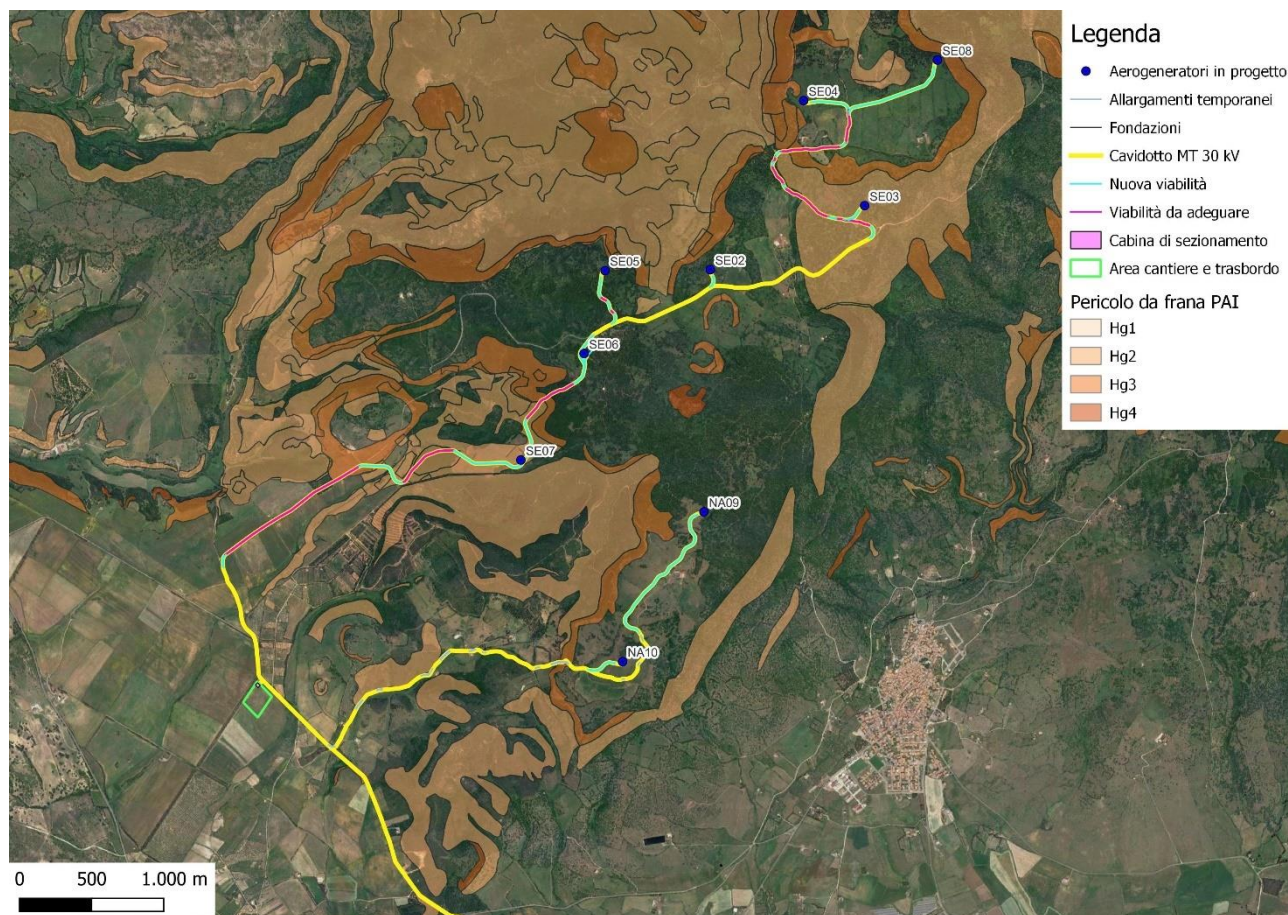 SE08
SE04
SE03
SE05
SE02
SE06
SE07
NA09
NA10
Legenda
Aerogeneratori in progetto
Allargamenti temporanei
Fondazioni
Cavidotto MT 30 kV
Nuova viabilità
Viabilità da adeguare
Cabina di sezionamento
Area cantiere e trasbordo
Pericolo da frana PAI
Hg1
Hg2
Hg3
Hg4
0 500 1.000 m